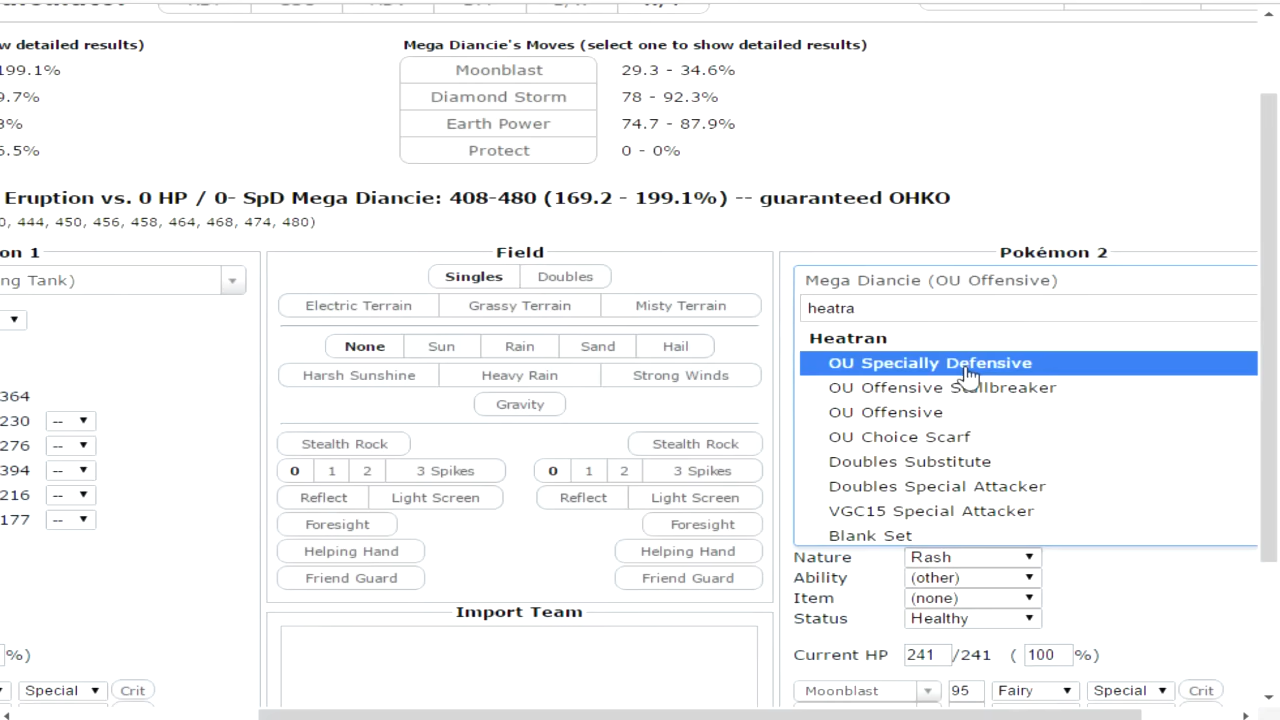 w detailed results)
Mega Diancie's Moves (select one to show detailed results)
199.1%
Moonblast 29.3 - 34.6%
9.7%
Diamond Storm 78 - 92.3%
3%
Earth Power 74.7 - 87.9%
6.5%
Protect 0 - 0%
Eruption vs. 0 HP / 0- SpD Mega Diancie: 408-480 (169.2 - 199.1%) -- guaranteed OHKO
0, 444, 450, 456, 458, 464, 468, 474, 480)
on 1
Field
Pokémon 2
ng Tank)
Singles Doubles
Mega Diancie (OU Offensive)
Electric Terrain Grassy Terrain Misty Terrain
heatra
Heatran
None Sun Rain Sand Hail
OU Specially Defensive
Harsh Sunshine Heavy Rain Strong Winds
OU Offensive Stallbreaker
Gravity
OU Offensive
OU Choice Scarf
Doubles Substitute
Doubles Special Attacker
VGC15 Special Attacker
Blank Set
364
230 --
276 --
394 --
216 --
177 --
Stealth Rock Stealth Rock
0 1 2 3 Spikes 0 1 2 3 Spikes
Reflect Light Screen Reflect Light Screen
Foresight Foresight
Helping Hand Helping Hand
Friend Guard Friend Guard
Import Team
Nature Rash
Ability (other)
Item (none)
Status Healthy
%)
Current HP 241 /241 ( 100 %)
Special Crit
Moonblast 95 Fairy Special Crit